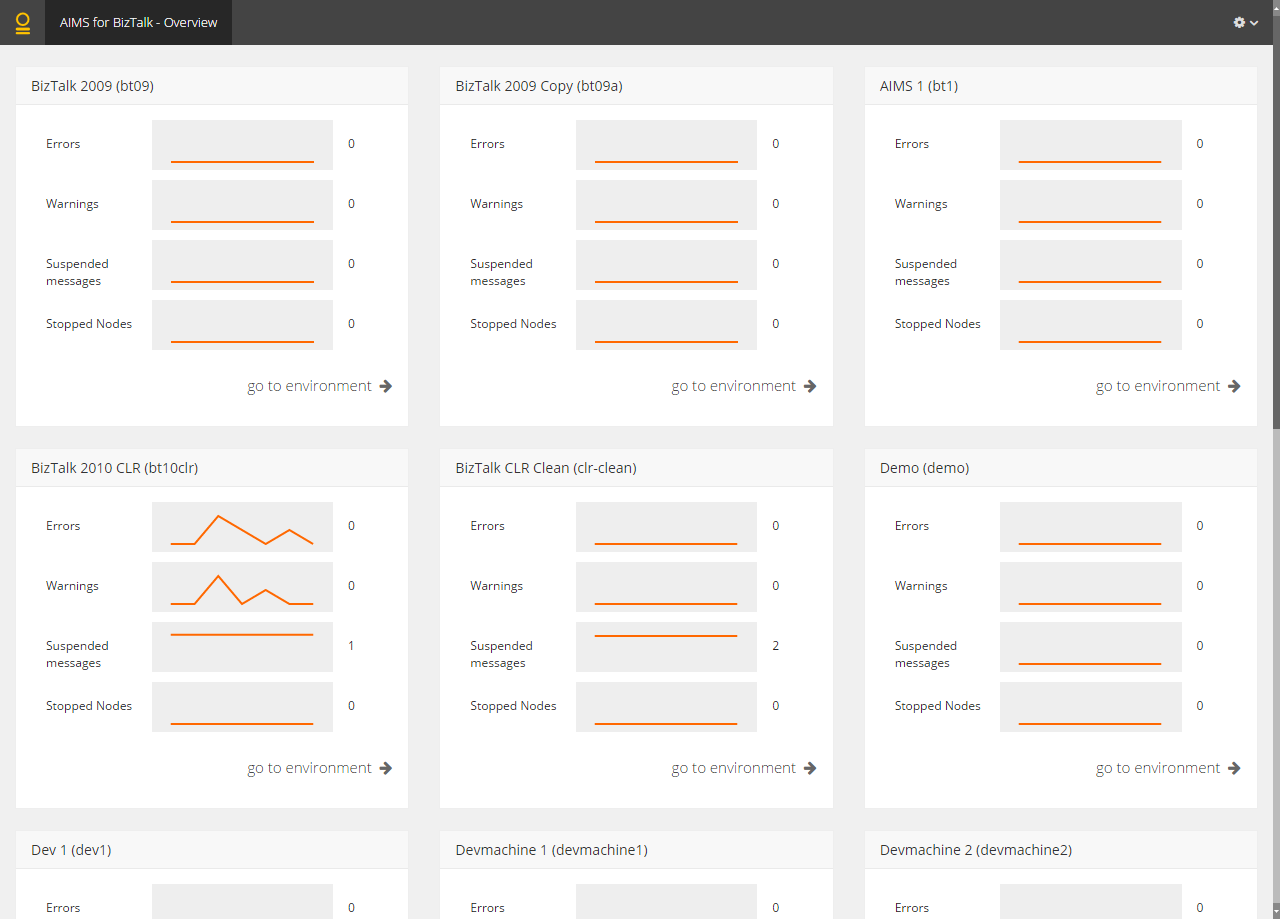 AIMS for BizTalk - Overview
BizTalk 2009 (bt09)
Errors 0
Warnings 0
Suspended 0
messages
Stopped Nodes 0
go to environment
BizTalk 2009 Copy (bt09a)
Errors 0
Warnings 0
Suspended 0
messages
Stopped Nodes 0
go to environment
AIMS 1 (bt1)
Errors 0
Warnings 0
Suspended 0
messages
Stopped Nodes 0
go to environment
BizTalk 2010 CLR (bt10clr)
Errors 0
Warnings 0
Suspended 1
messages
Stopped Nodes 0
go to environment
BizTalk CLR Clean (clr-clean)
Errors 0
Warnings 0
Suspended 2
messages
Stopped Nodes 0
go to environment
Demo (demo)
Errors 0
Warnings 0
Suspended 0
messages
Stopped Nodes 0
go to environment
Dev 1 (dev1)
Errors 0
Devmachine 1 (devmachine1)
Errors 0
Devmachine 2 (devmachine2)
Errors 0